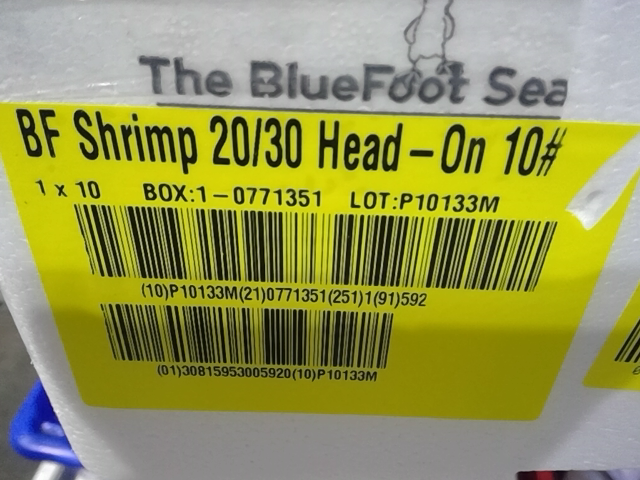 The BlueFoot Sea
BF Shrimp 20/30 Head-On 10#
1 x 10 BOX:1-0771351 LOT:P10133M
(10)P10133M(21)0771351(251)1(91)592
(01)30815953005920(10)P10133M